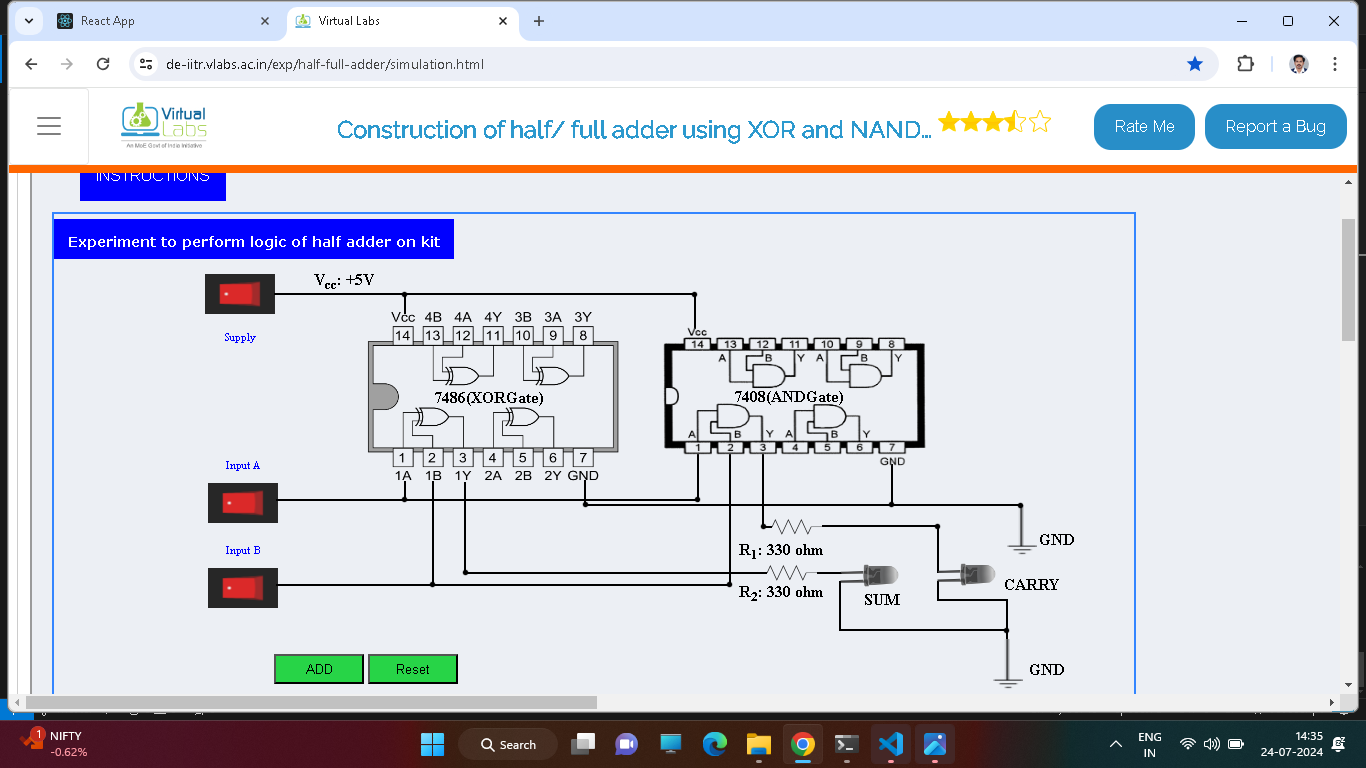 React App
Virtual Labs
de-iitr.vlabs.ac.in/exp/half-full-adder/simulation.html
Virtual
Labs
An MoE Govt of India Initiative
Construction of half/ full adder using XOR and NAND...
Rate Me
Report a Bug
INSTRUCTIONS
Experiment to perform logic of half adder on kit
Vcc: +5V
Supply
Vcc 4B 4A 4Y 3B 3A 3Y
14 13 12 11 10 9 8
7486(XORGate)
1 2 3 4 5 6 7
1A 1B 1Y 2A 2B 2Y GND
Vcc
14 13 12 11 10 9 8
A B Y A B Y
7408(ANDGate)
A B Y A B Y
1 2 3 4 5 6 7
GND
Input A
Input B
R1: 330 ohm
R2: 330 ohm
GND
SUM
CARRY
GND
ADD
Reset
1
NIFTY
-0.62%
Search
ENG
IN
14:35
24-07-2024